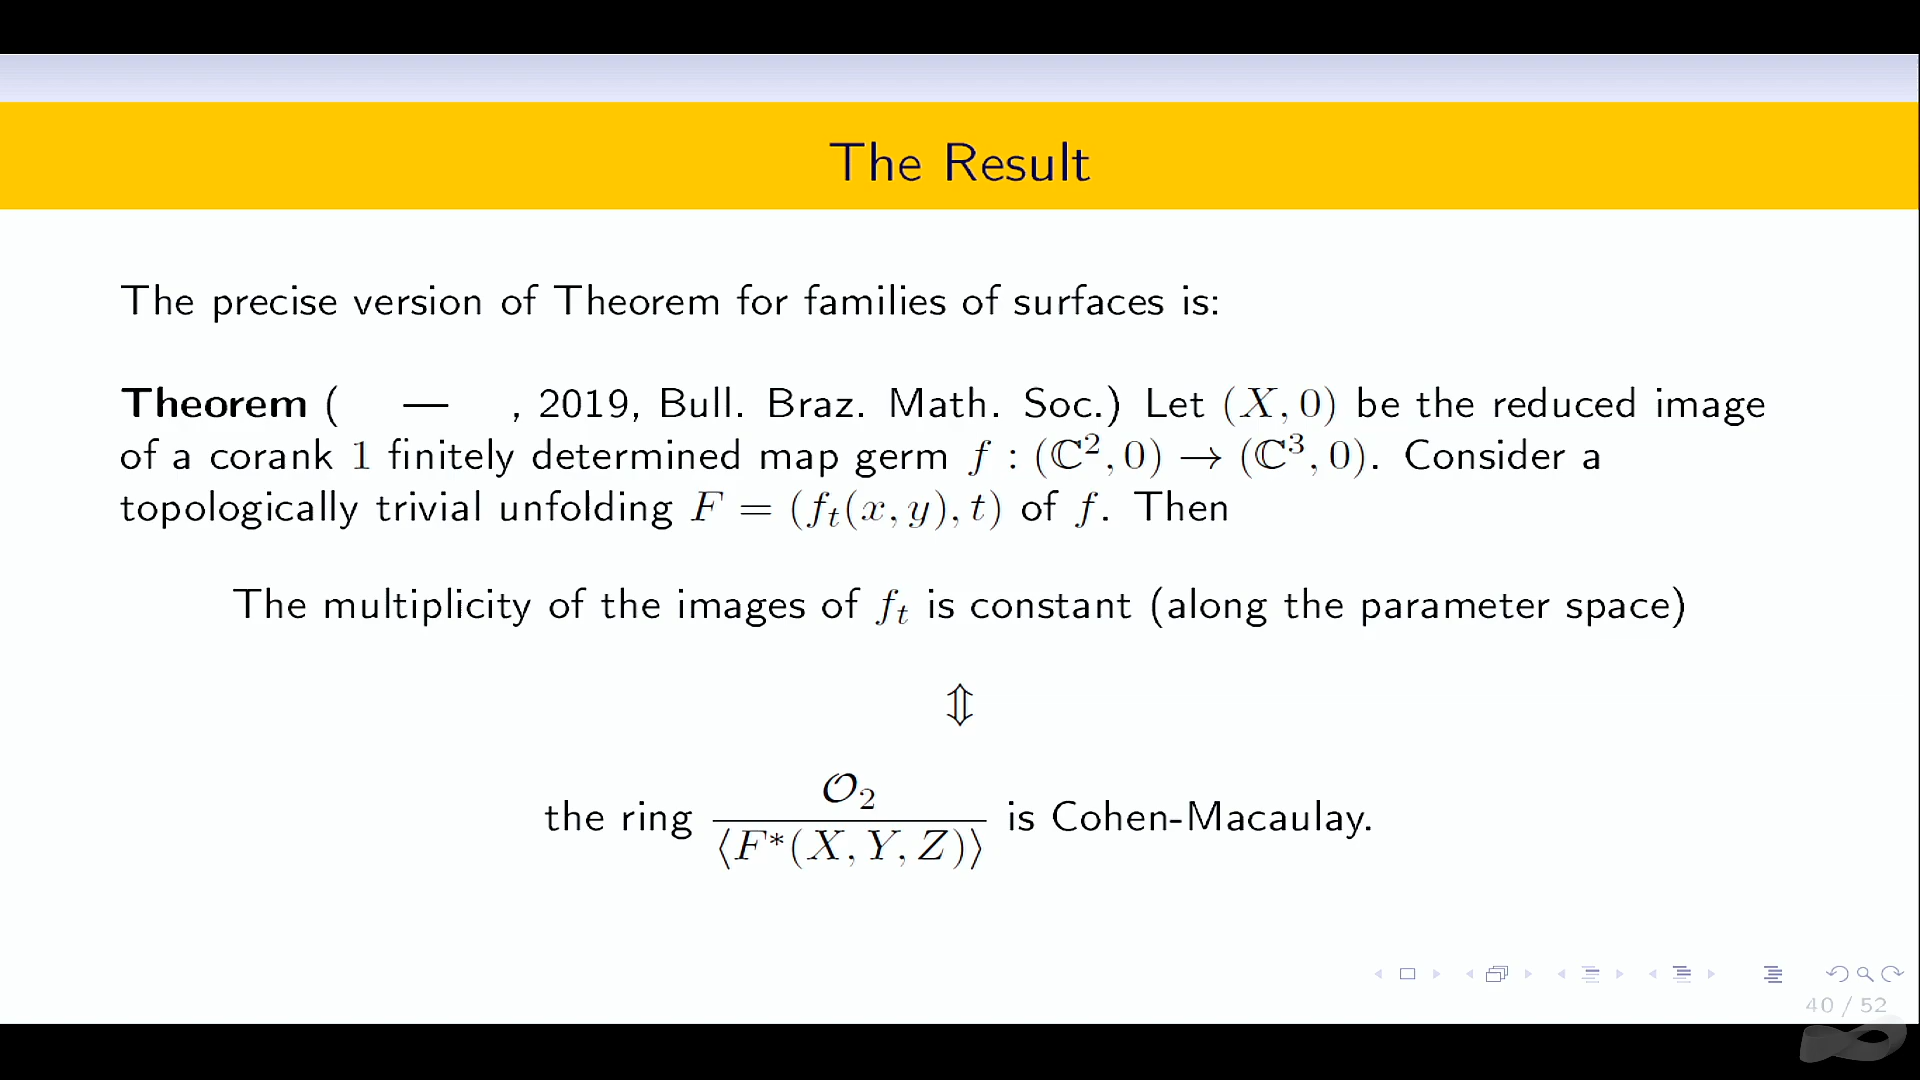 The Result
The precise version of Theorem for families of surfaces is:
Theorem ( — , 2019, Bull. Braz. Math. Soc.) Let (X, 0) be the reduced image
of a corank 1 finitely determined map germ f : (ℂ², 0) → (ℂ³, 0). Consider a
topologically trivial unfolding F = (fₜ(x, y), t) of f. Then
The multiplicity of the images of fₜ is constant (along the parameter space)
⇕
the ring 𝒪₂ / ⟨F*(X, Y, Z)⟩ is Cohen-Macaulay.
40 / 52